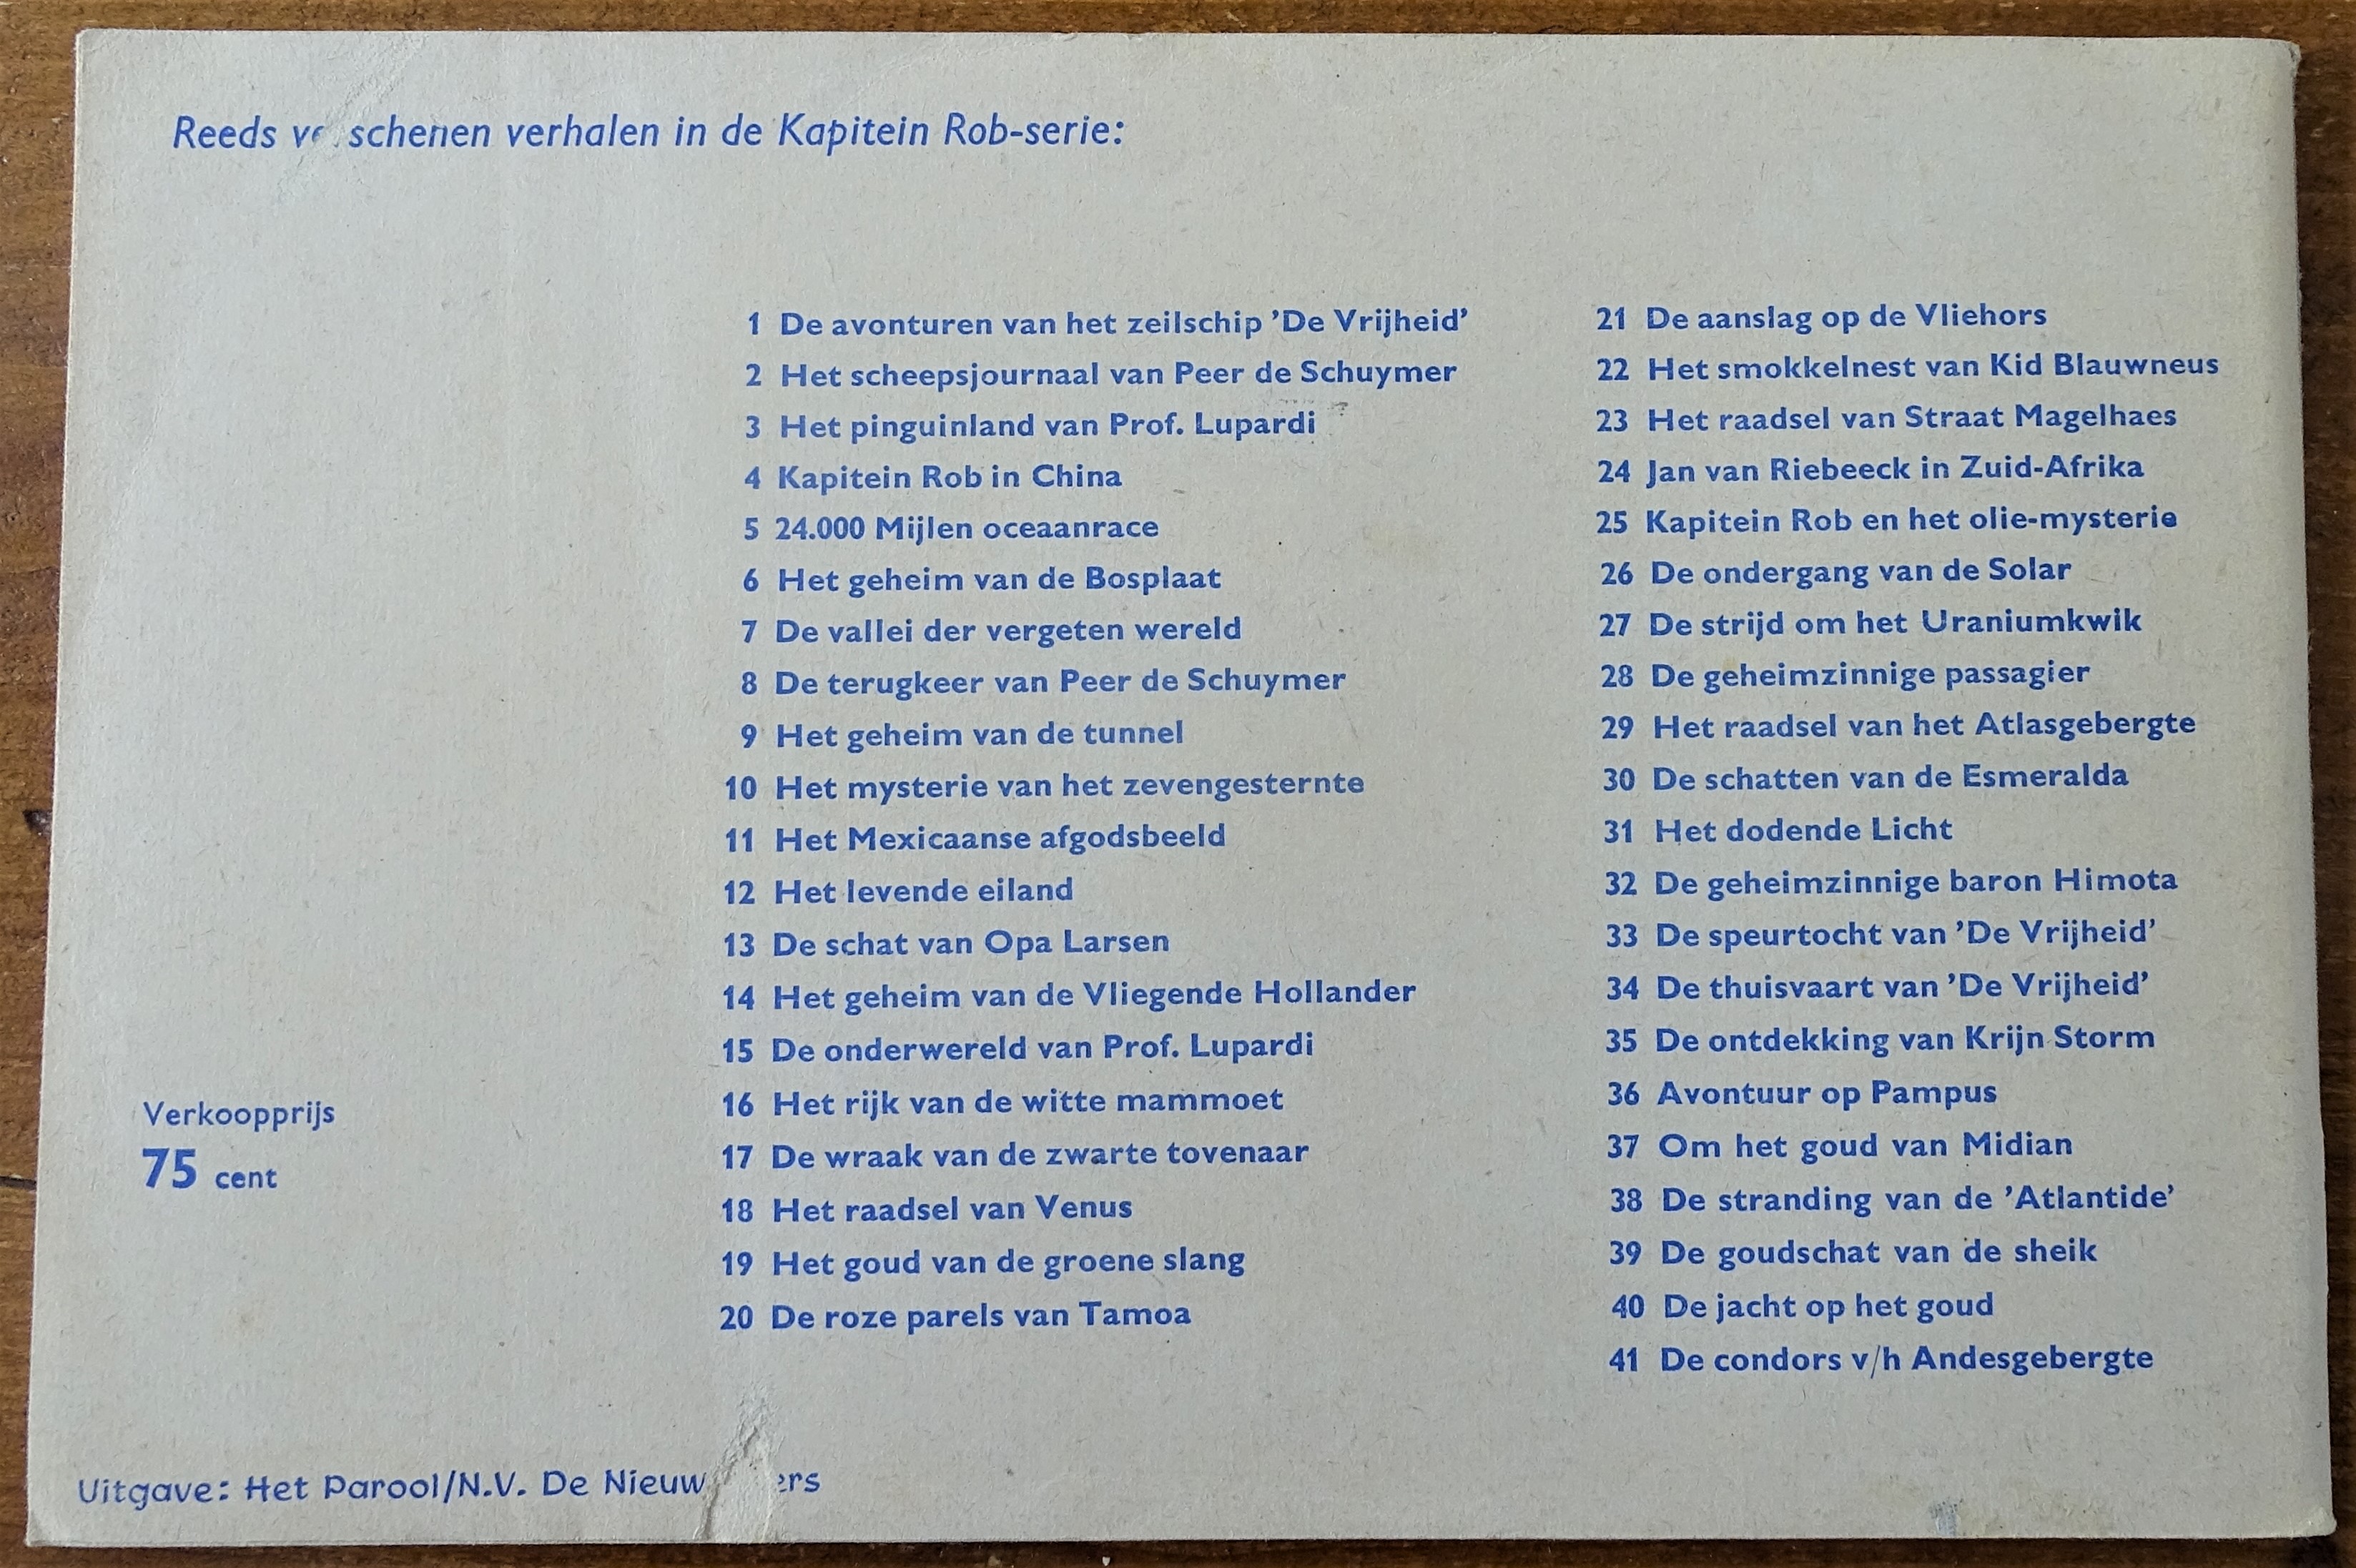 Reeds ve schenen verhalen in de Kapitein Rob-serie:
1 De avonturen van het zeilschip ’De Vrijheid’
2 Het scheepsjournaal van Peer de Schuymer
3 Het pinguinland van Prof. Lupardi
4 Kapitein Rob in China
5 24.000 Mijlen oceaanrace
6 Het geheim van de Bosplaat
7 De vallei der vergeten wereld
8 De terugkeer van Peer de Schuymer
9 Het geheim van de tunnel
10 Het mysterie van het zevengesternte
11 Het Mexicaanse afgodsbeeld
12 Het levende eiland
13 De schat van Opa Larsen
14 Het geheim van de Vliegende Hollander
15 De onderwereld van Prof. Lupardi
16 Het rijk van de witte mammoet
17 De wraak van de zwarte tovenaar
18 Het raadsel van Venus
19 Het goud van de groene slang
20 De roze parels van Tamoa
21 De aanslag op de Vliehors
22 Het smokkelnest van Kid Blauwneus
23 Het raadsel van Straat Magelhaes
24 Jan van Riebeeck in Zuid-Afrika
25 Kapitein Rob en het olie-mysterie
26 De ondergang van de Solar
27 De strijd om het Uraniumkwik
28 De geheimzinnige passagier
29 Het raadsel van het Atlasgebergte
30 De schatten van de Esmeralda
31 Het dodende Licht
32 De geheimzinnige baron Himota
33 De speurtocht van ’De Vrijheid’
34 De thuisvaart van ’De Vrijheid’
35 De ontdekking van Krijn Storm
36 Avontuur op Pampus
37 Om het goud van Midian
38 De stranding van de ’Atlantide’
39 De goudschat van de sheik
40 De jacht op het goud
41 De condors v/h Andesgebergte
Verkoopprijs
75 cent
Uitgave: Het Parool/N.V. De Nieuw ers